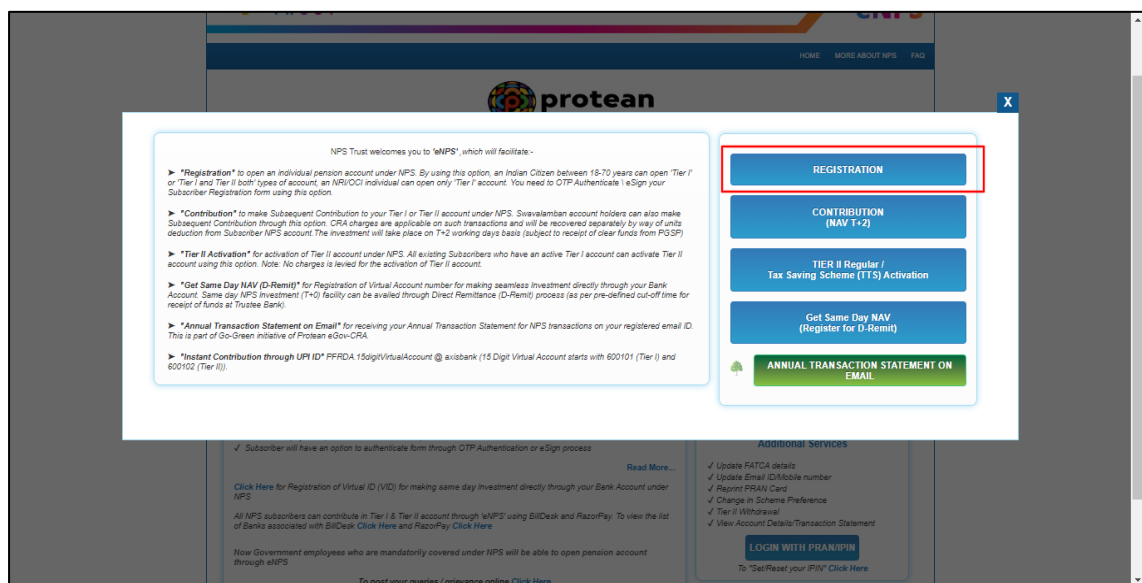 eNPS
HOME MORE ABOUT NPS FAQ
protean
X
NPS Trust welcomes you to 'eNPS' ,which will facilitate:-
➤ "Registration" to open an individual pension account under NPS. By using this option, an Indian Citizen between 18-70 years can open 'Tier I'
or 'Tier I and Tier II both' types of account, an NRI/OCI individual can open only 'Tier I' account. You need to OTP Authenticate \ eSign your
Subscriber Registration form using this option.
➤ "Contribution" to make Subsequent Contribution to your Tier I or Tier II account under NPS. Swavalamban account holders can also make
Subsequent Contribution through this option. CRA charges are applicable on such transactions and will be recovered separately by way of units
deduction from Subscriber NPS account.The investment will take place on T+2 working days basis (subject to receipt of clear funds from PGSP)
➤ "Tier II Activation" for activation of Tier II account under NPS. All existing Subscribers who have an active Tier I account can activate Tier II
account using this option. Note: No charges is levied for the activation of Tier II account.
➤ "Get Same Day NAV (D-Remit)" for Registration of Virtual Account number for making seamless Investment directly through your Bank
Account. Same day NPS Investment (T+0) facility can be availed through Direct Remittance (D-Remit) process (as per pre-defined cut-off time for
receipt of funds at Trustee Bank).
➤ "Annual Transaction Statement on Email" for receiving your Annual Transaction Statement for NPS transactions on your registered email ID.
This is part of Go-Green initiative of Protean eGov-CRA.
➤ "Instant Contribution through UPI ID" PFRDA.15digitVirtualAccount @ axisbank (15 Digit Virtual Account starts with 600101 (Tier I) and
600102 (Tier II)).
REGISTRATION
CONTRIBUTION
(NAV T+2)
TIER II Regular /
Tax Saving Scheme (TTS) Activation
Get Same Day NAV
(Register for D-Remit)
ANNUAL TRANSACTION STATEMENT ON
EMAIL
✓ Subscriber will have an option to authenticate form through OTP Authentication or eSign process
Read More...
Click Here for Registration of Virtual ID (VID) for making same day investment directly through your Bank Account under
NPS
All NPS subscribers can contribute in Tier I & Tier II account through 'eNPS' using BillDesk and RazorPay. To view the list
of Banks associated with BillDesk Click Here and RazorPay Click Here
Now Government employees who are mandatorily covered under NPS will be able to open pension account
through eNPS
To post your queries / grievance online Click Here
Additional Services
✓ Update FATCA details
✓ Update Email ID/Mobile number
✓ Reprint PRAN Card
✓ Change in Scheme Preference
✓ Tier II Withdrawal
✓ View Account Details/Transaction Statement
LOGIN WITH PRAN/IPIN
To "Set/Reset your IPIN" Click Here